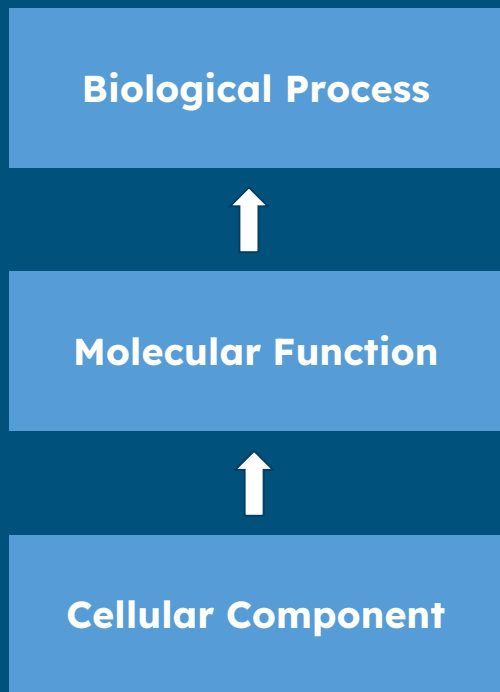 Biological Process
Molecular Function
Cellular Component